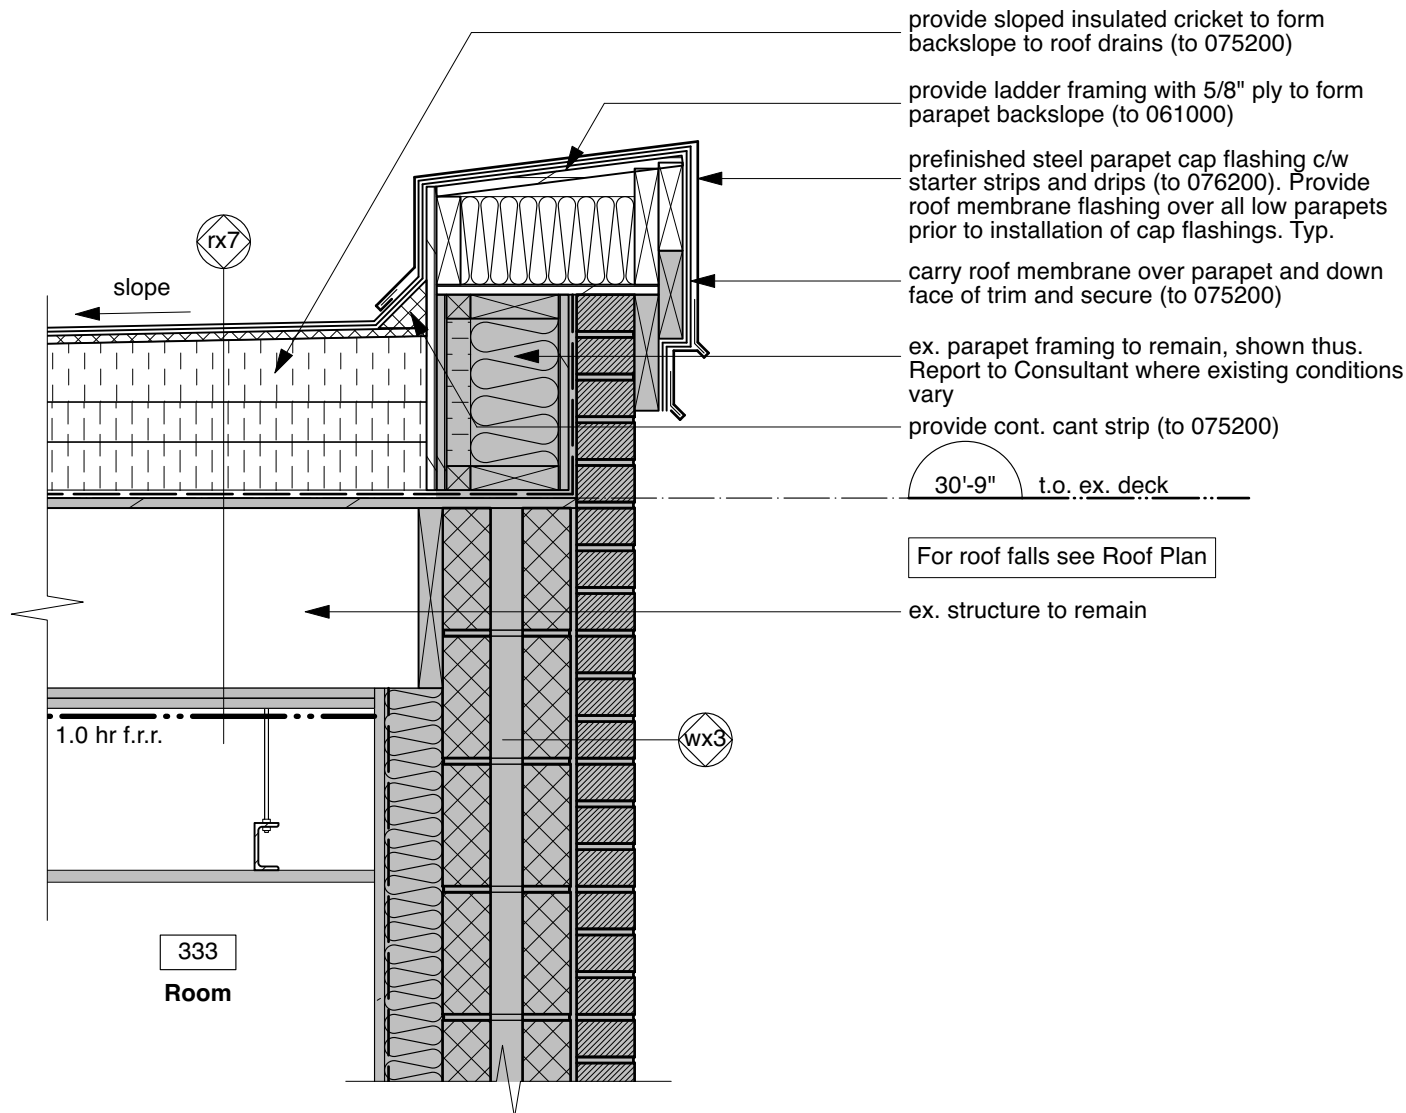 provide sloped insulated cricket to form
backslope to roof drains (to 075200)
provide ladder framing with 5/8" ply to form
parapet backslope (to 061000)
prefinished steel parapet cap flashing c/w
starter strips and drips (to 076200). Provide
roof membrane flashing over all low parapets
prior to installation of cap flashings. Typ.
rx7
slope
carry roof membrane over parapet and down
face of trim and secure (to 075200)
ex. parapet framing to remain, shown thus.
Report to Consultant where existing conditions
vary
provide cont. cant strip (to 075200)
30'-9" t.o. ex. deck
For roof falls see Roof Plan
ex. structure to remain
1.0 hr f.r.r.
wx3
333
Room